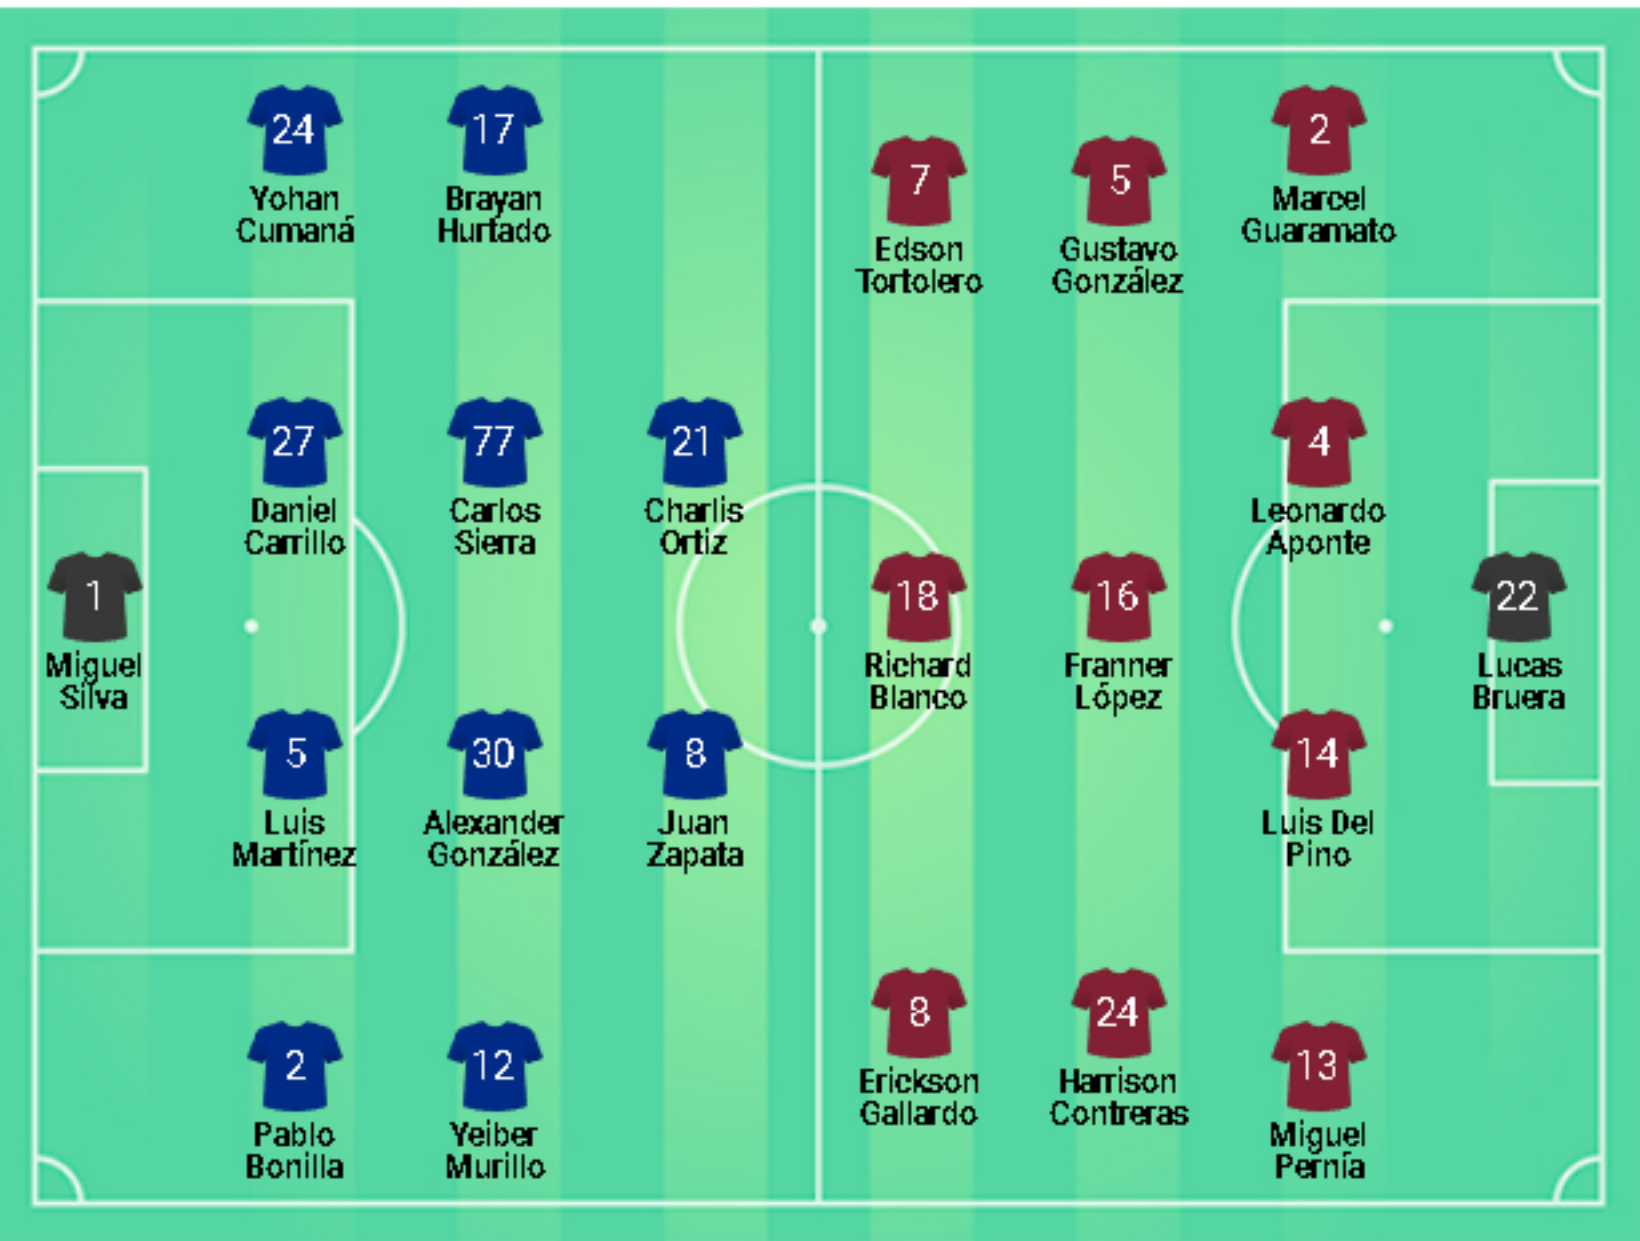 24
Yohan
Cumaná
17
Brayan
Hurtado
27
Daniel
Carrillo
77
Carlos
Sierra
21
Charlis
Ortiz
1
Miguel
Silva
5
Luis
Martínez
30
Alexander
González
8
Juan
Zapata
2
Pablo
Bonilla
12
Yeiber
Murillo
7
Edson
Tortolero
5
Gustavo
González
2
Marcel
Guaramato
4
Leonardo
Aponte
18
Richard
Blanco
16
Franner
López
22
Lucas
Bruera
14
Luis Del
Pino
8
Erickson
Gallardo
24
Harrison
Contreras
13
Miguel
Pernía